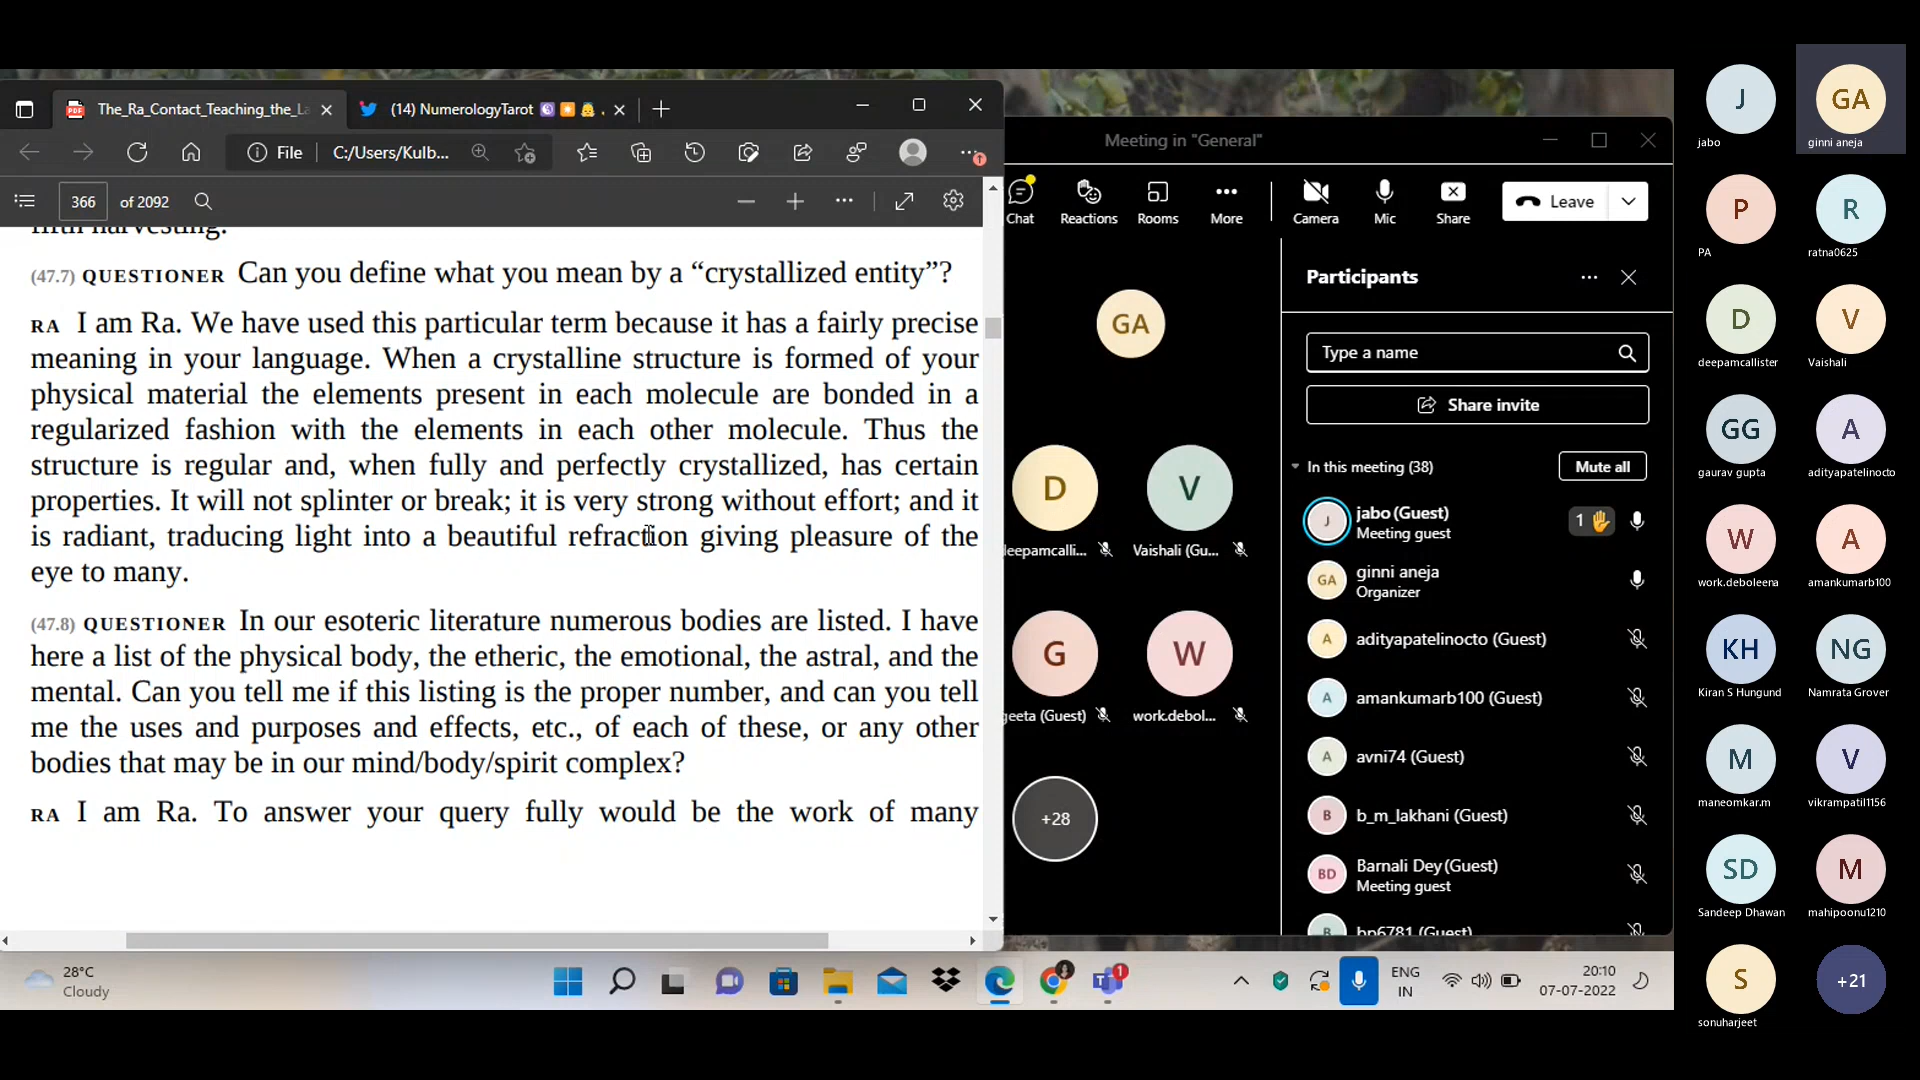 The_Ra_Contact_Teaching_the_La
(14) NumerologyTarot
File
C:/Users/Kulb...
366
of 2092
fifth harvesting.
(47.7) QUESTIONER Can you define what you mean by a “crystallized entity”?
RA I am Ra. We have used this particular term because it has a fairly precise
meaning in your language. When a crystalline structure is formed of your
physical material the elements present in each molecule are bonded in a
regularized fashion with the elements in each other molecule. Thus the
structure is regular and, when fully and perfectly crystallized, has certain
properties. It will not splinter or break; it is very strong without effort; and it
is radiant, traducing light into a beautiful refraction giving pleasure of the
eye to many.
(47.8) QUESTIONER In our esoteric literature numerous bodies are listed. I have
here a list of the physical body, the etheric, the emotional, the astral, and the
mental. Can you tell me if this listing is the proper number, and can you tell
me the uses and purposes and effects, etc., of each of these, or any other
bodies that may be in our mind/body/spirit complex?
RA I am Ra. To answer your query fully would be the work of many
Meeting in "General"
Chat
Reactions
Rooms
More
Camera
Mic
Share
Leave
GA
D
V
deepamcalli...
Vaishali (Gu...
G
W
geeta (Guest)
work.debol...
+28
Participants
Type a name
Share invite
In this meeting (38)
Mute all
J
jabo (Guest)
Meeting guest
1
GA
ginni aneja
Organizer
A
adityapatelinocto (Guest)
A
amankumarb100 (Guest)
A
avni74 (Guest)
B
b_m_lakhani (Guest)
BD
Barnali Dey (Guest)
Meeting guest
B
bp6781 (Guest)
28°C
Cloudy
1
ENG
IN
20:10
07-07-2022
J
jabo
GA
ginni aneja
P
PA
R
ratna0625
D
deepamcallister
V
Vaishali
GG
gaurav gupta
A
adityapatelinocto
W
work.deboleena
A
amankumarb100
KH
Kiran S Hungund
NG
Namrata Grover
M
maneomkar.m
V
vikrampatil1156
SD
Sandeep Dhawan
M
mahipoonu1210
S
sonuharjeet
+21